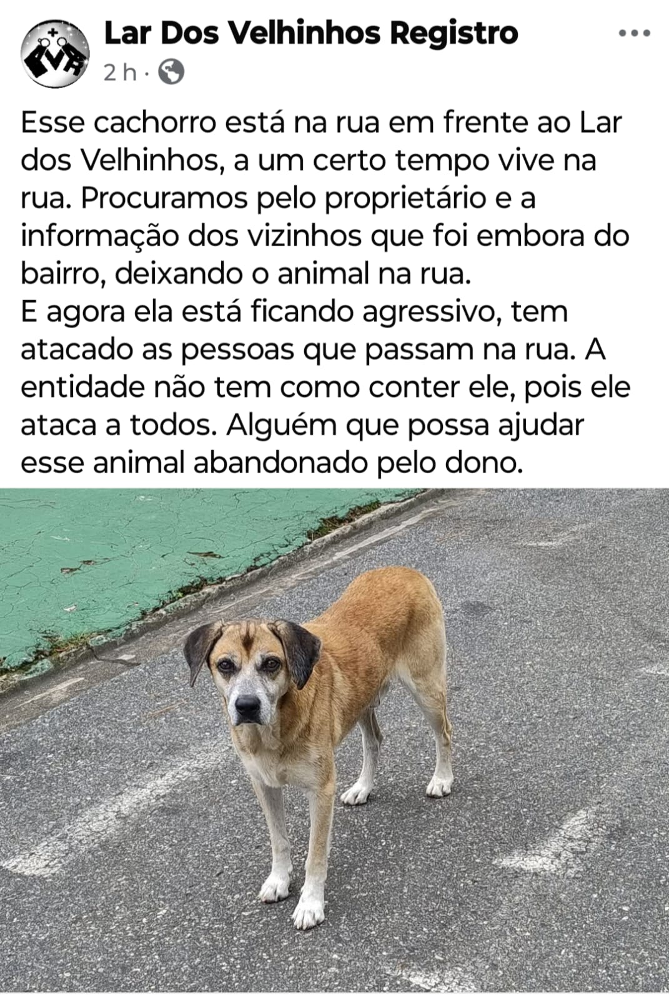 Lar Dos Velhinhos Registro
2 h ·
Esse cachorro está na rua em frente ao Lar
dos Velhinhos, a um certo tempo vive na
rua. Procuramos pelo proprietário e a
informação dos vizinhos que foi embora do
bairro, deixando o animal na rua.
E agora ela está ficando agressivo, tem
atacado as pessoas que passam na rua. A
entidade não tem como conter ele, pois ele
ataca a todos. Alguém que possa ajudar
esse animal abandonado pelo dono.